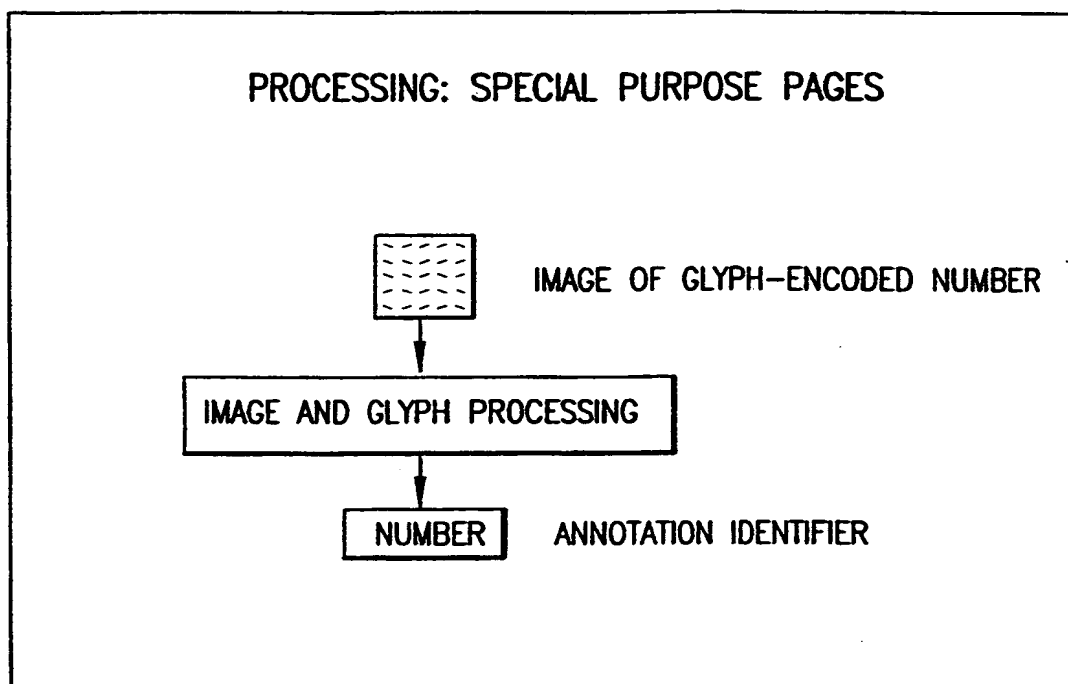 PROCESSING: SPECIAL PURPOSE PAGES
IMAGE OF GLYPH-ENCODED NUMBER
IMAGE AND GLYPH PROCESSING
NUMBER ANNOTATION IDENTIFIER